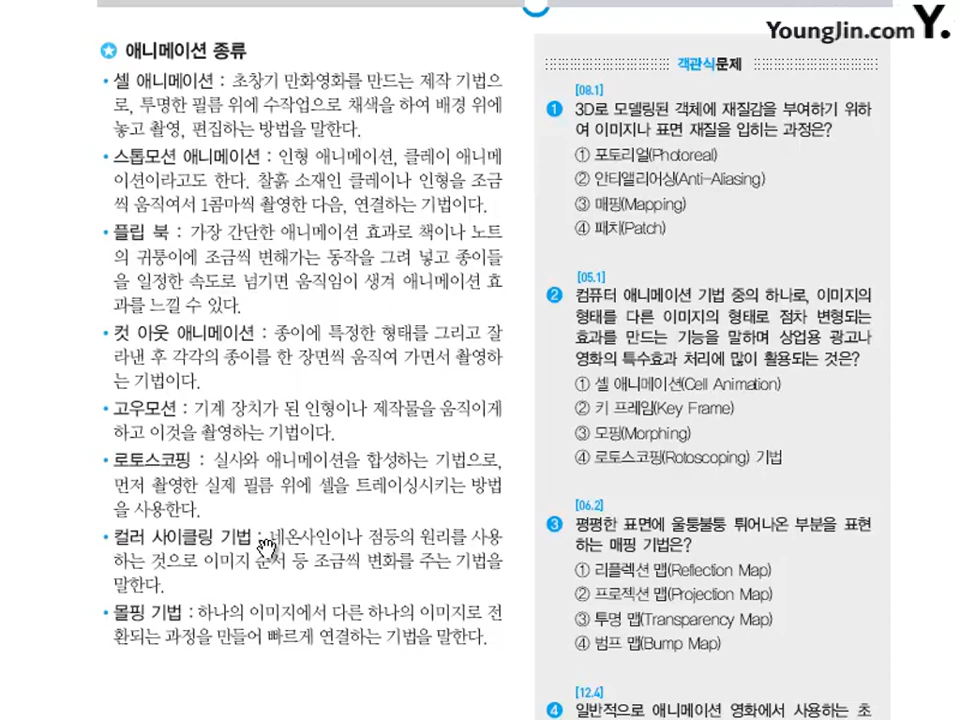 YoungJin.com Y.
애니메이션 종류
• 셀 애니메이션 : 초창기 만화영화를 만드는 제작 기법으
로, 투명한 필름 위에 수작업으로 채색을 하여 배경 위에
놓고 촬영, 편집하는 방법을 말한다.
• 스톱모션 애니메이션 : 인형 애니메이션, 클레이 애니메
이션이라고도 한다. 찰흙 소재인 클레이나 인형을 조금
씩 움직여서 1콤마씩 촬영한 다음, 연결하는 기법이다.
• 플립 북 : 가장 간단한 애니메이션 효과로 책이나 노트
의 귀퉁이에 조금씩 변해가는 동작을 그려 넣고 종이들
을 일정한 속도로 넘기면 움직임이 생겨 애니메이션 효
과를 느낄 수 있다.
• 컷 아웃 애니메이션 : 종이에 특정한 형태를 그리고 잘
라낸 후 각각의 종이를 한 장면씩 움직여 가면서 촬영하
는 기법이다.
• 고우모션 : 기계 장치가 된 인형이나 제작물을 움직이게
하고 이것을 촬영하는 기법이다.
• 로토스코핑 : 실사와 애니메이션을 합성하는 기법으로,
먼저 촬영한 실제 필름 위에 셀을 트레이싱시키는 방법
을 사용한다.
• 컬러 사이클링 기법 : 네온사인이나 점등의 원리를 사용
하는 것으로 이미지 순서 등 조금씩 변화를 주는 기법을
말한다.
• 몰핑 기법 : 하나의 이미지에서 다른 하나의 이미지로 전
환되는 과정을 만들어 빠르게 연결하는 기법을 말한다.
객관식문제
[08.1]
1 3D로 모델링된 객체에 재질감을 부여하기 위하
여 이미지나 표면 재질을 입히는 과정은?
① 포토리얼(Photoreal)
② 안티앨리어싱(Anti-Aliasing)
③ 매핑(Mapping)
④ 패치(Patch)
[05.1]
2 컴퓨터 애니메이션 기법 중의 하나로, 이미지의
형태를 다른 이미지의 형태로 점차 변형되는
효과를 만드는 기능을 말하며 상업용 광고나
영화의 특수효과 처리에 많이 활용되는 것은?
① 셀 애니메이션(Cell Animation)
② 키 프레임(Key Frame)
③ 모핑(Morphing)
④ 로토스코핑(Rotoscoping) 기법
[06.2]
3 평평한 표면에 울퉁불퉁 튀어나온 부분을 표현
하는 매핑 기법은?
① 리플렉션 맵(Reflection Map)
② 프로젝션 맵(Projection Map)
③ 투명 맵(Transparency Map)
④ 범프 맵(Bump Map)
[12.4]
4 일반적으로 애니메이션 영화에서 사용하는 초